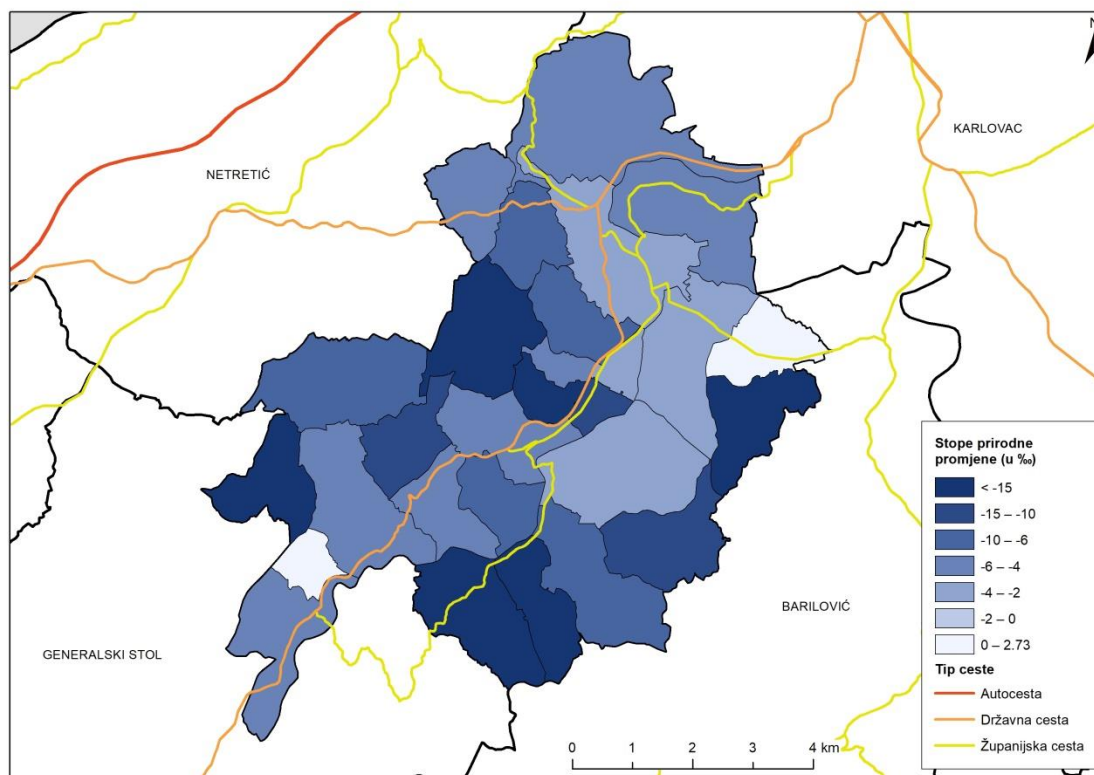 N
KARLOVAC
NETRETIĆ
BARILOVIĆ
GENERALSKI STOL
Stope prirodne
promjene (u ‰)
< -15
-15 – -10
-10 – -6
-6 – -4
-4 – -2
-2 – 0
0 – 2.73
Tip ceste
Autocesta
Državna cesta
Županijska cesta
0 1 2 3 4 km